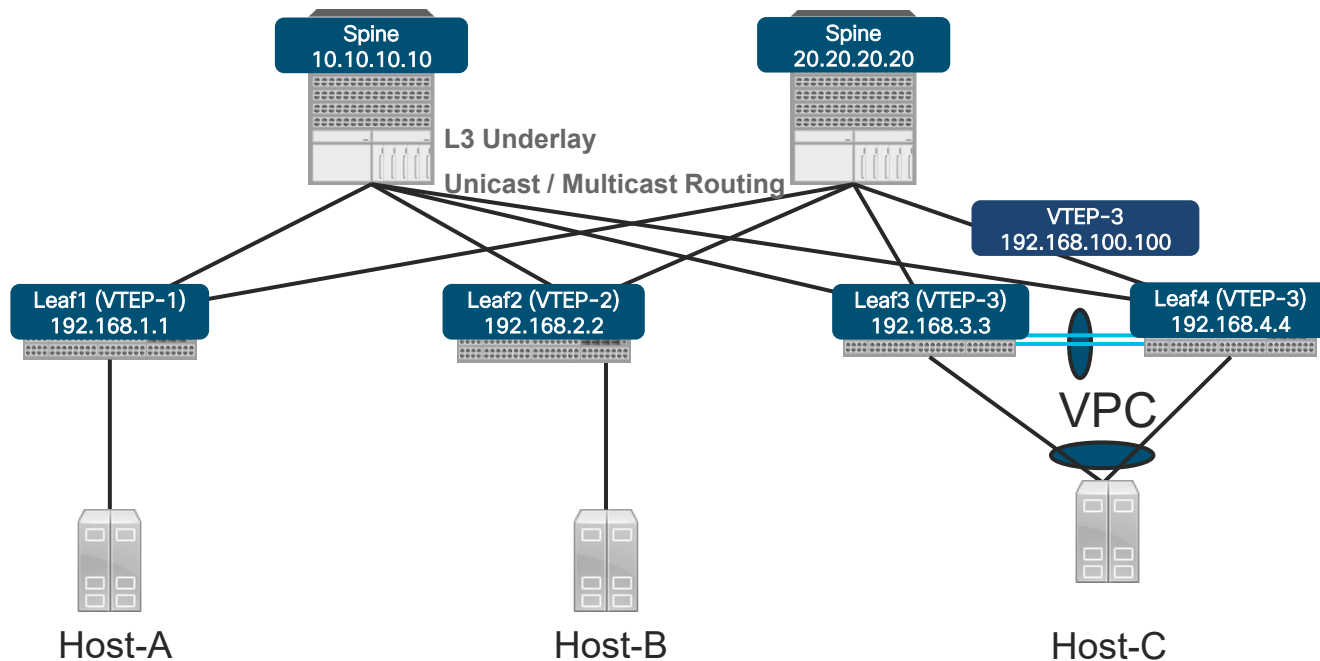 Spine
10.10.10.10
Spine
20.20.20.20
L3 Underlay
Unicast / Multicast Routing
VTEP-3
192.168.100.100
Leaf1 (VTEP-1)
192.168.1.1
Leaf2 (VTEP-2)
192.168.2.2
Leaf3 (VTEP-3)
192.168.3.3
Leaf4 (VTEP-3)
192.168.4.4
VPC
Host-A
Host-B
Host-C